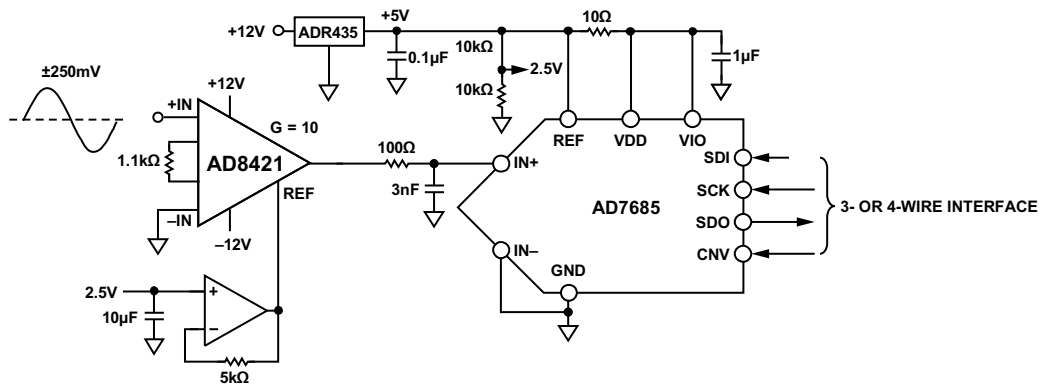 +5V
+12V
ADR435
0.1µF
10kΩ
2.5V
10kΩ
10Ω
1µF
±250mV
+12V
+IN
G = 10
1.1kΩ
AD8421
REF
–IN
–12V
100Ω
3nF
IN+
REF
VDD
VIO
SDI
SCK
SDO
CNV
AD7685
3- OR 4-WIRE INTERFACE
IN–
GND
2.5V
10µF
+
–
5kΩ